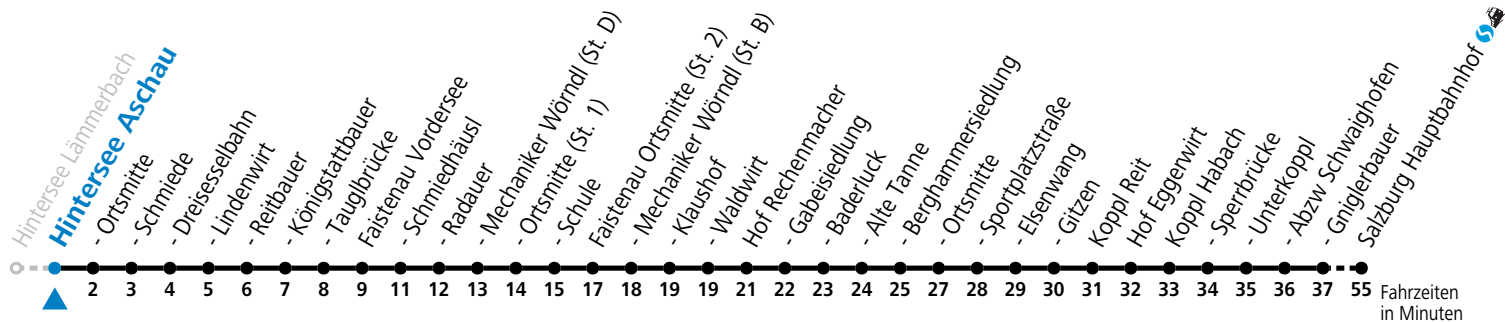 Hintersee Lämmerbach
Hintersee Aschau
- Ortsmitte
- Schmiede
- Dreisesselbahn
- Lindenwirt
- Reitbauer
- Königstattbauer
- Tauglbrücke
Faistenau Vordersee
- Schmiedhäusl
- Radauer
- Mechaniker Wörndl (St. D)
- Ortsmitte (St. 1)
- Schule
Faistenau Ortsmitte (St. 2)
- Mechaniker Wörndl (St. B)
- Klaushof
- Waldwirt
Hof Rechenmacher
- Gabelsiedlung
- Baderluck
- Alte Tanne
- Berghammersiedlung
- Ortsmitte
- Sportplatzstraße
- Elsenwang
- Gitzen
Koppl Reit
Hof Eggerwirt
Koppl Habach
- Sperrbrücke
- Unterkoppl
- Abzw Schwaighofen
- Gniglerbauer
Salzburg Hauptbahnhof
2 3 4 5 6 7 8 9 11 12 13 14 15 17 18 19 19 21 22 23 24 25 27 28 29 30 31 32 33 34 35 36 37 55 Fahrzeiten
in Minuten